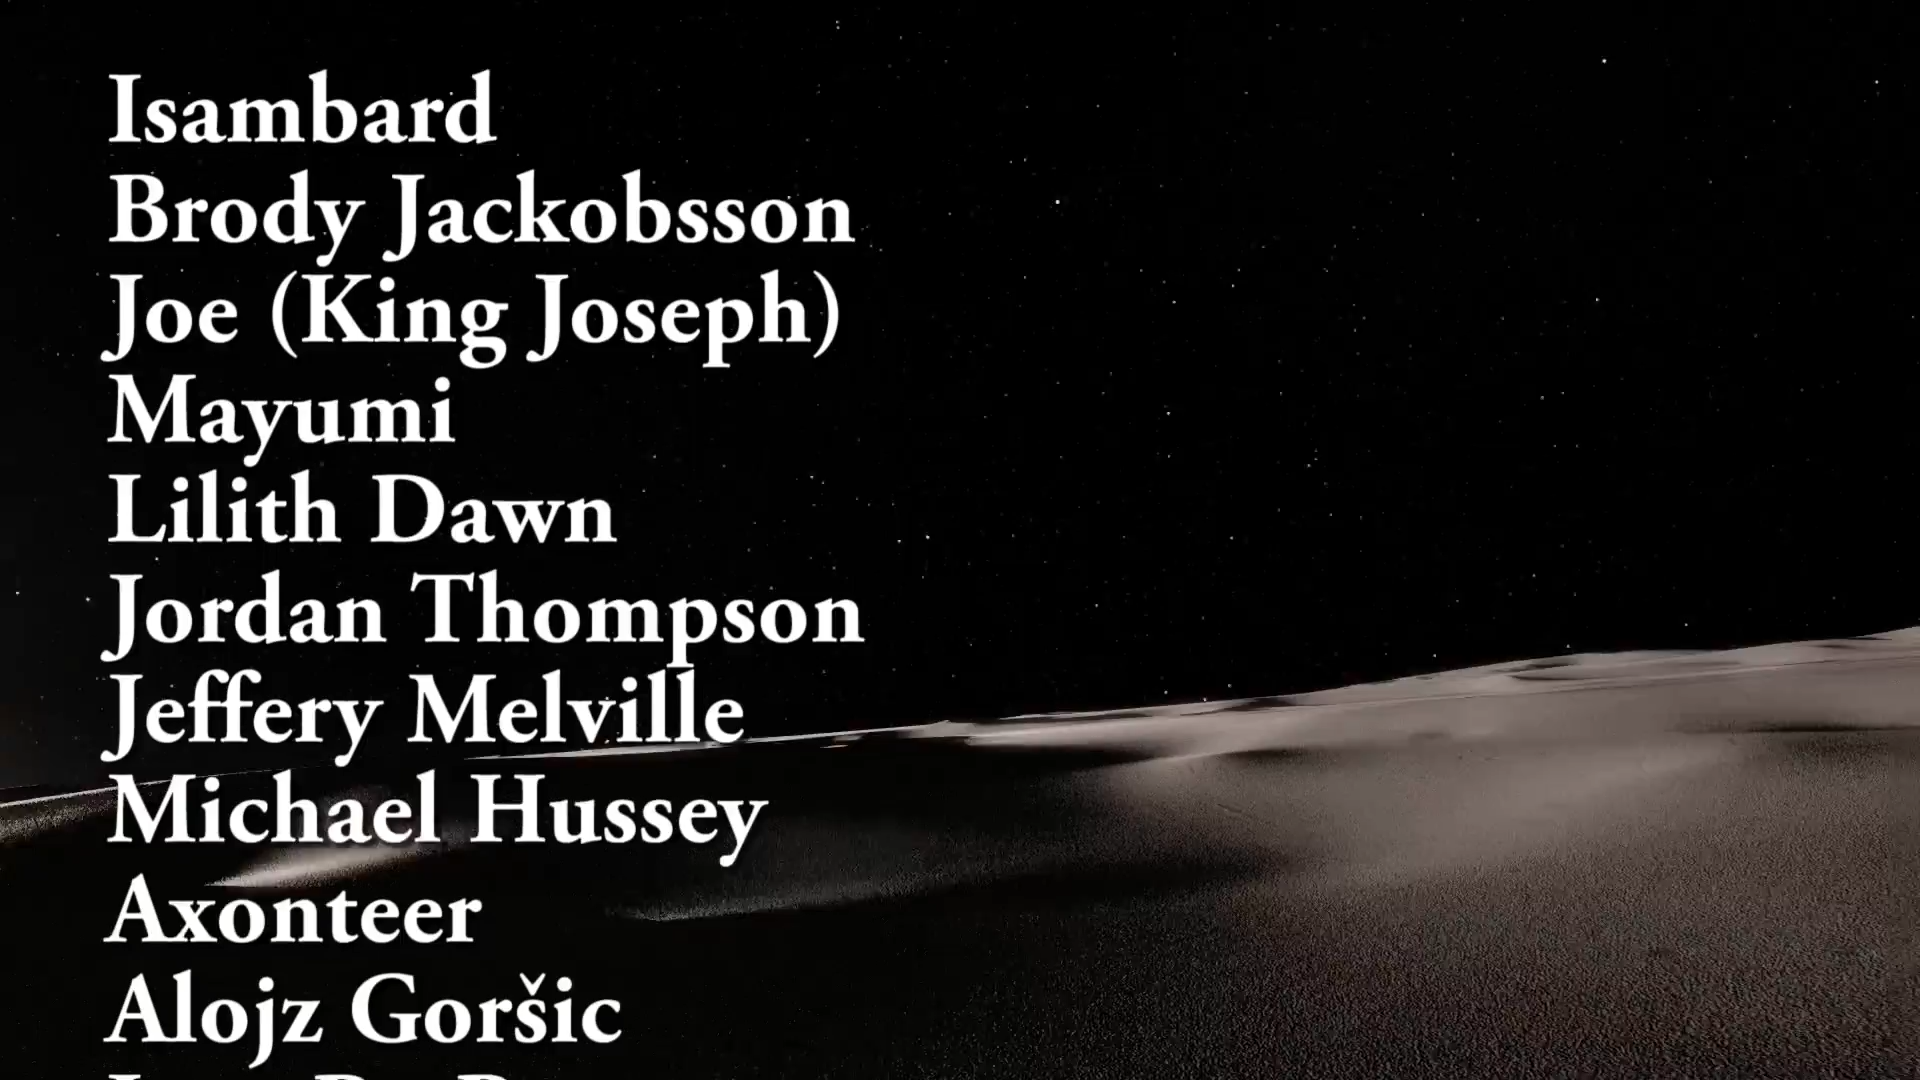 Isambard
Brody Jackobsson
Joe (King Joseph)
Mayumi
Lilith Dawn
Jordan Thompson
Jeffery Melville
Michael Hussey
Axonteer
Alojz Goršic